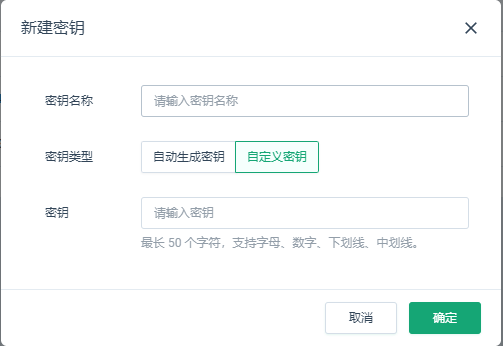 新建密钥
密钥名称 请输入密钥名称
密钥类型 自动生成密钥 自定义密钥
密钥 请输入密钥
最长 50 个字符，支持字母、数字、下划线、中划线。
取消 确定